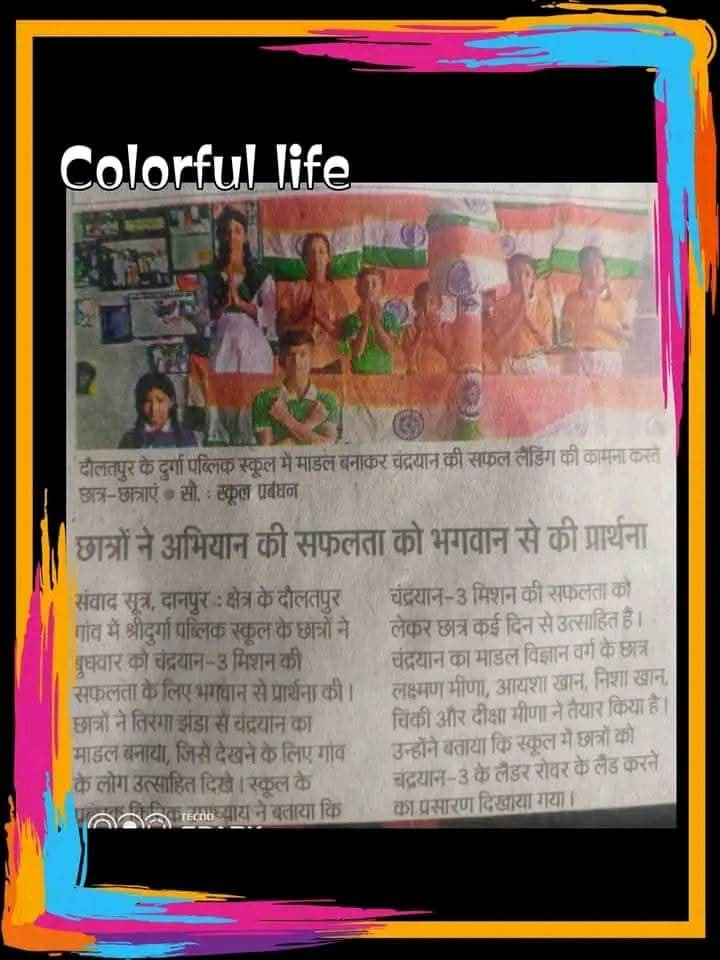 Colorful life
दौलतपुर के दुर्गा पब्लिक स्कूल में माडल बनाकर चंद्रयान की सफल लैंडिंग की कामना करते
छात्र-छात्राएं ● सौ. : स्कूल प्रबंधन
छात्रों ने अभियान की सफलता को भगवान से की प्रार्थना
संवाद सूत्र, दानपुर : क्षेत्र के दौलतपुर
गांव में श्रीदुर्गा पब्लिक स्कूल के छात्रों ने
बुधवार को चंद्रयान-3 मिशन की
सफलता के लिए भगवान से प्रार्थना की।
छात्रों ने तिरंगा झंडा से चंद्रयान का
माडल बनाया, जिसे देखने के लिए गांव
के लोग उत्साहित दिखे। स्कूल के
ने बताया कि
चंद्रयान-3 मिशन की सफलता को
लेकर छात्र कई दिन से उत्साहित हैं।
चंद्रयान का माडल विज्ञान वर्ग के छात्र
लक्ष्मण मीणा, आयशा खान, निशा खान,
चिंकी और दीक्षा मीणा ने तैयार किया है।
उन्होंने बताया कि स्कूल में छात्रों को
चंद्रयान-3 के लैंडर रोवर के लैंड करने
का प्रसारण दिखाया गया।
TECNO